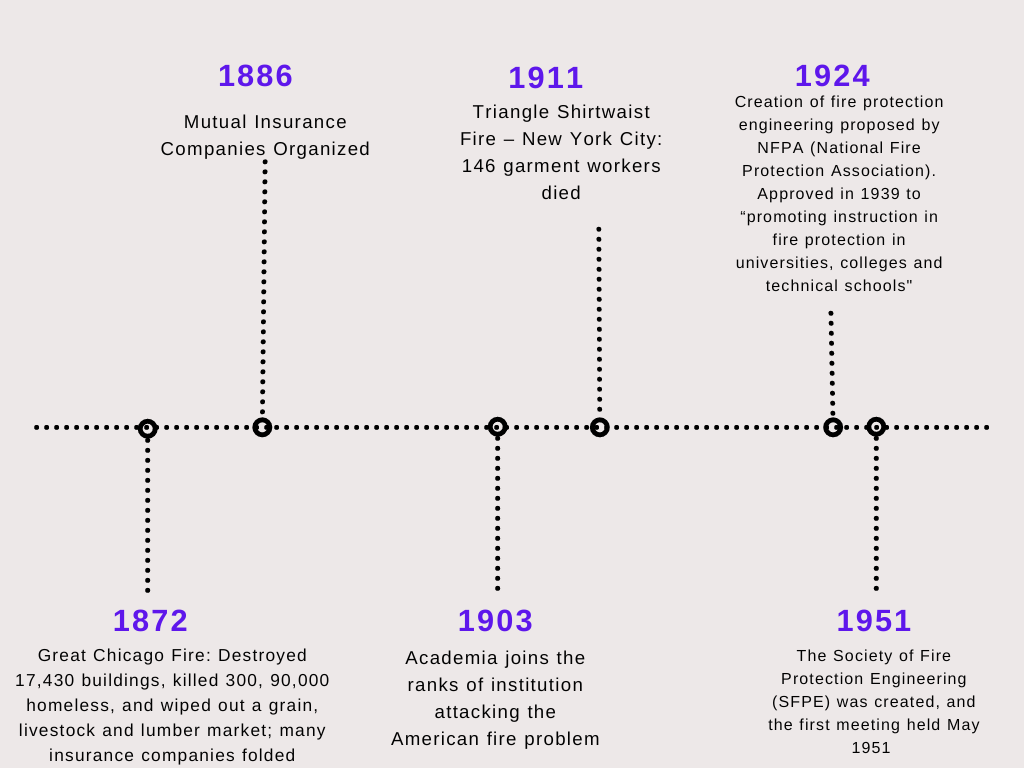 1886
Mutual Insurance
Companies Organized
1911
Triangle Shirtwaist
Fire – New York City:
146 garment workers
died
1924
Creation of fire protection
engineering proposed by
NFPA (National Fire
Protection Association).
Approved in 1939 to
“promoting instruction in
fire protection in
universities, colleges and
technical schools"
1872
Great Chicago Fire: Destroyed
17,430 buildings, killed 300, 90,000
homeless, and wiped out a grain,
livestock and lumber market; many
insurance companies folded
1903
Academia joins the
ranks of institution
attacking the
American fire problem
1951
The Society of Fire
Protection Engineering
(SFPE) was created, and
the first meeting held May
1951